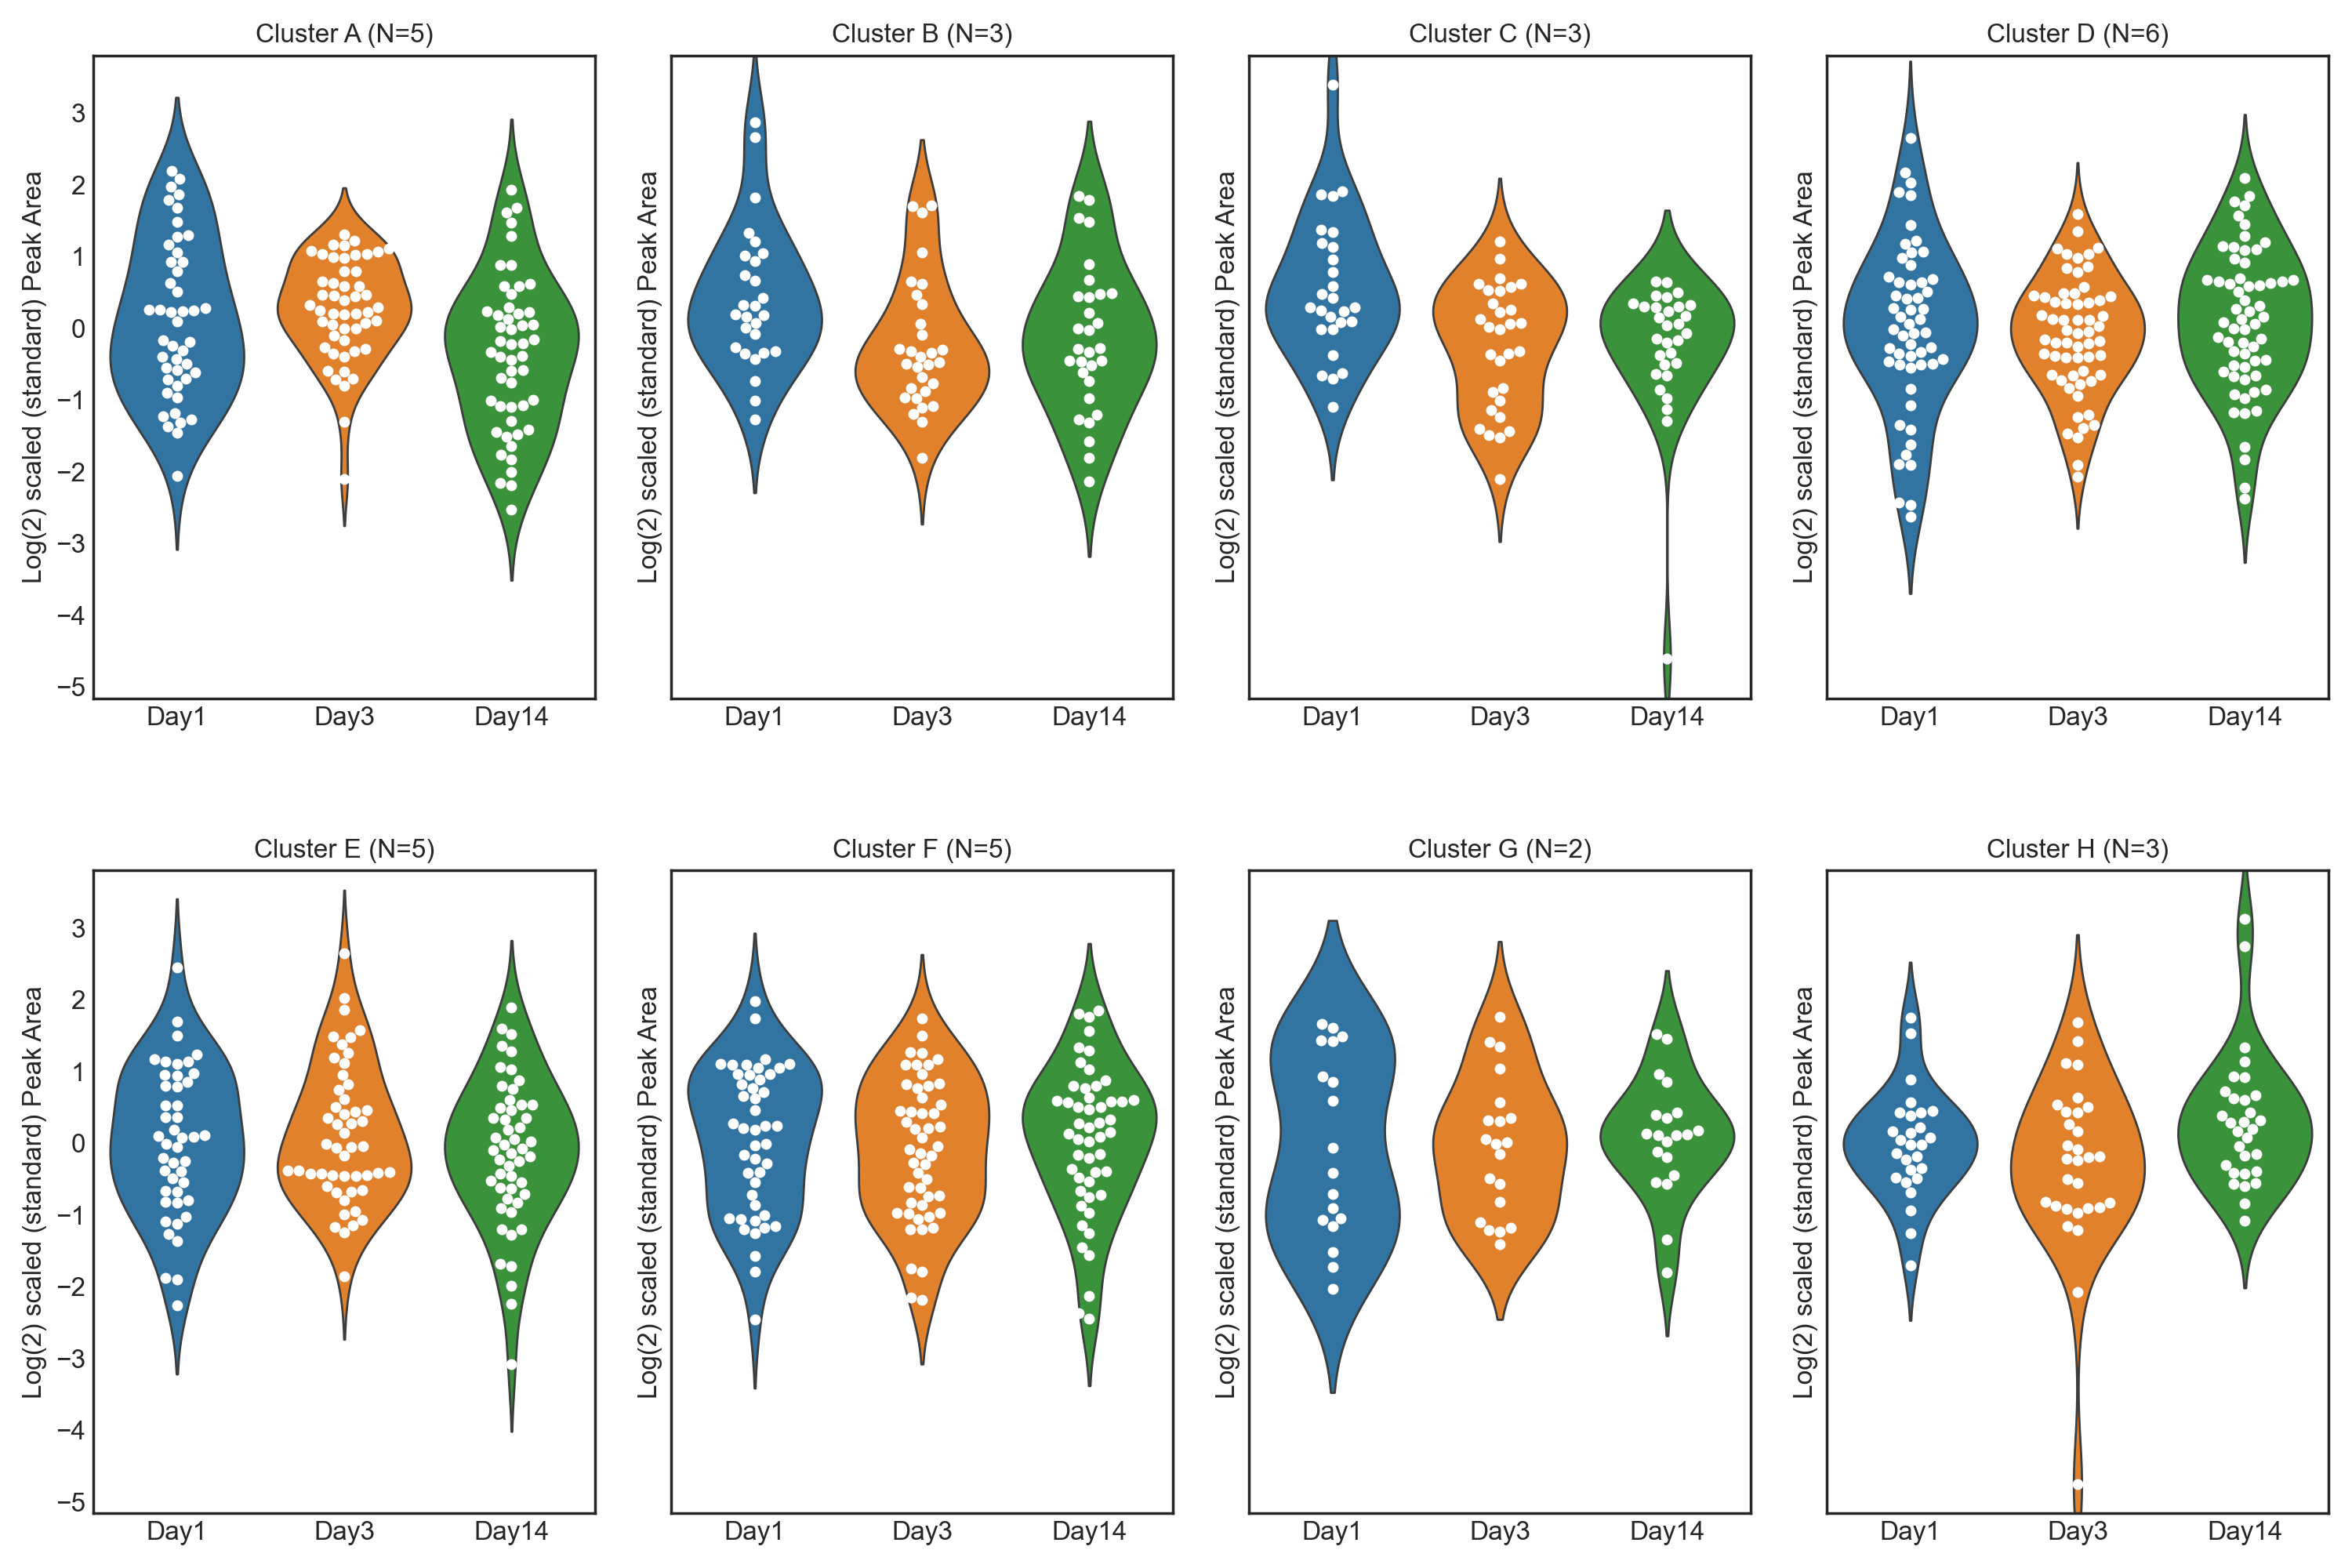 Cluster A (N=5)
Cluster B (N=3)
Cluster C (N=3)
Cluster D (N=6)
Log(2) scaled (standard) Peak Area
3
2
1
0
−1
−2
−3
−4
−5
Log(2) scaled (standard) Peak Area
Log(2) scaled (standard) Peak Area
Log(2) scaled (standard) Peak Area
Day1 Day3 Day14
Day1 Day3 Day14
Day1 Day3 Day14
Day1 Day3 Day14
Cluster E (N=5)
Cluster F (N=5)
Cluster G (N=2)
Cluster H (N=3)
Log(2) scaled (standard) Peak Area
3
2
1
0
−1
−2
−3
−4
−5
Log(2) scaled (standard) Peak Area
Log(2) scaled (standard) Peak Area
Log(2) scaled (standard) Peak Area
Day1 Day3 Day14
Day1 Day3 Day14
Day1 Day3 Day14
Day1 Day3 Day14